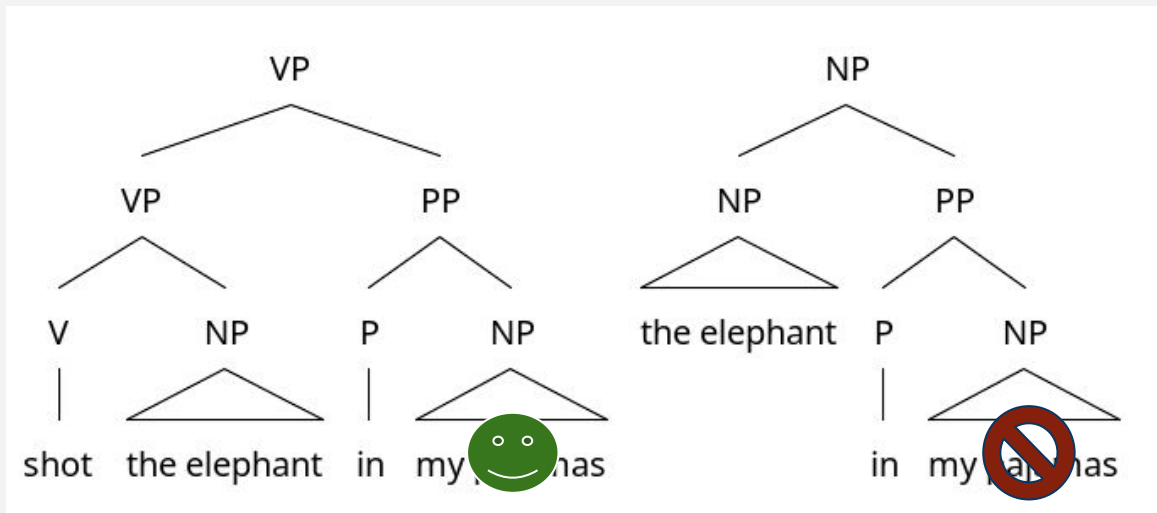 VP NP
VP PP NP PP
V NP P NP the elephant P NP
shot the elephant in my in my